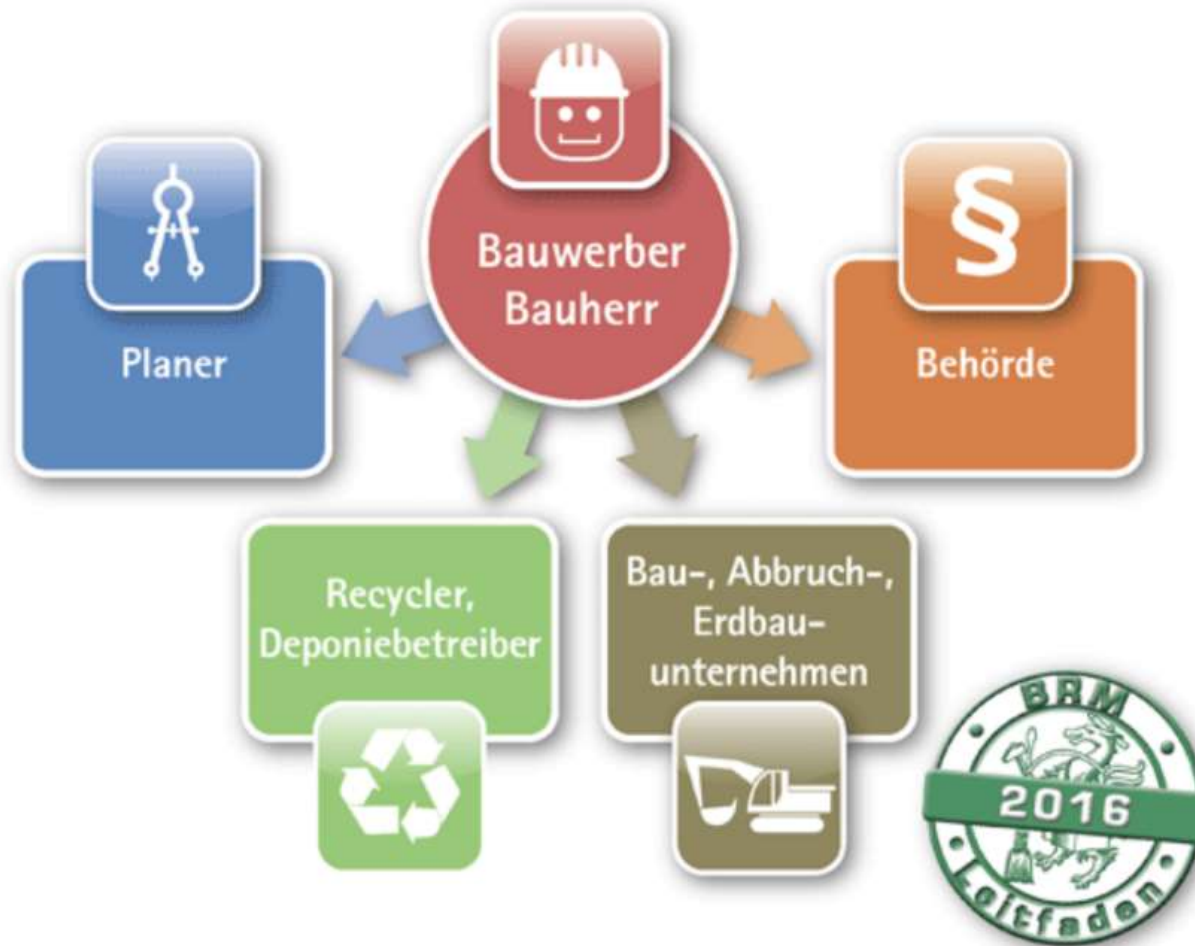 §
Bauwerber
Bauherr
Planer
Behörde
Recycler,
Deponiebetreiber
Bau-, Abbruch-,
Erdbau-
unternehmen
BRM
2016
Leitfaden